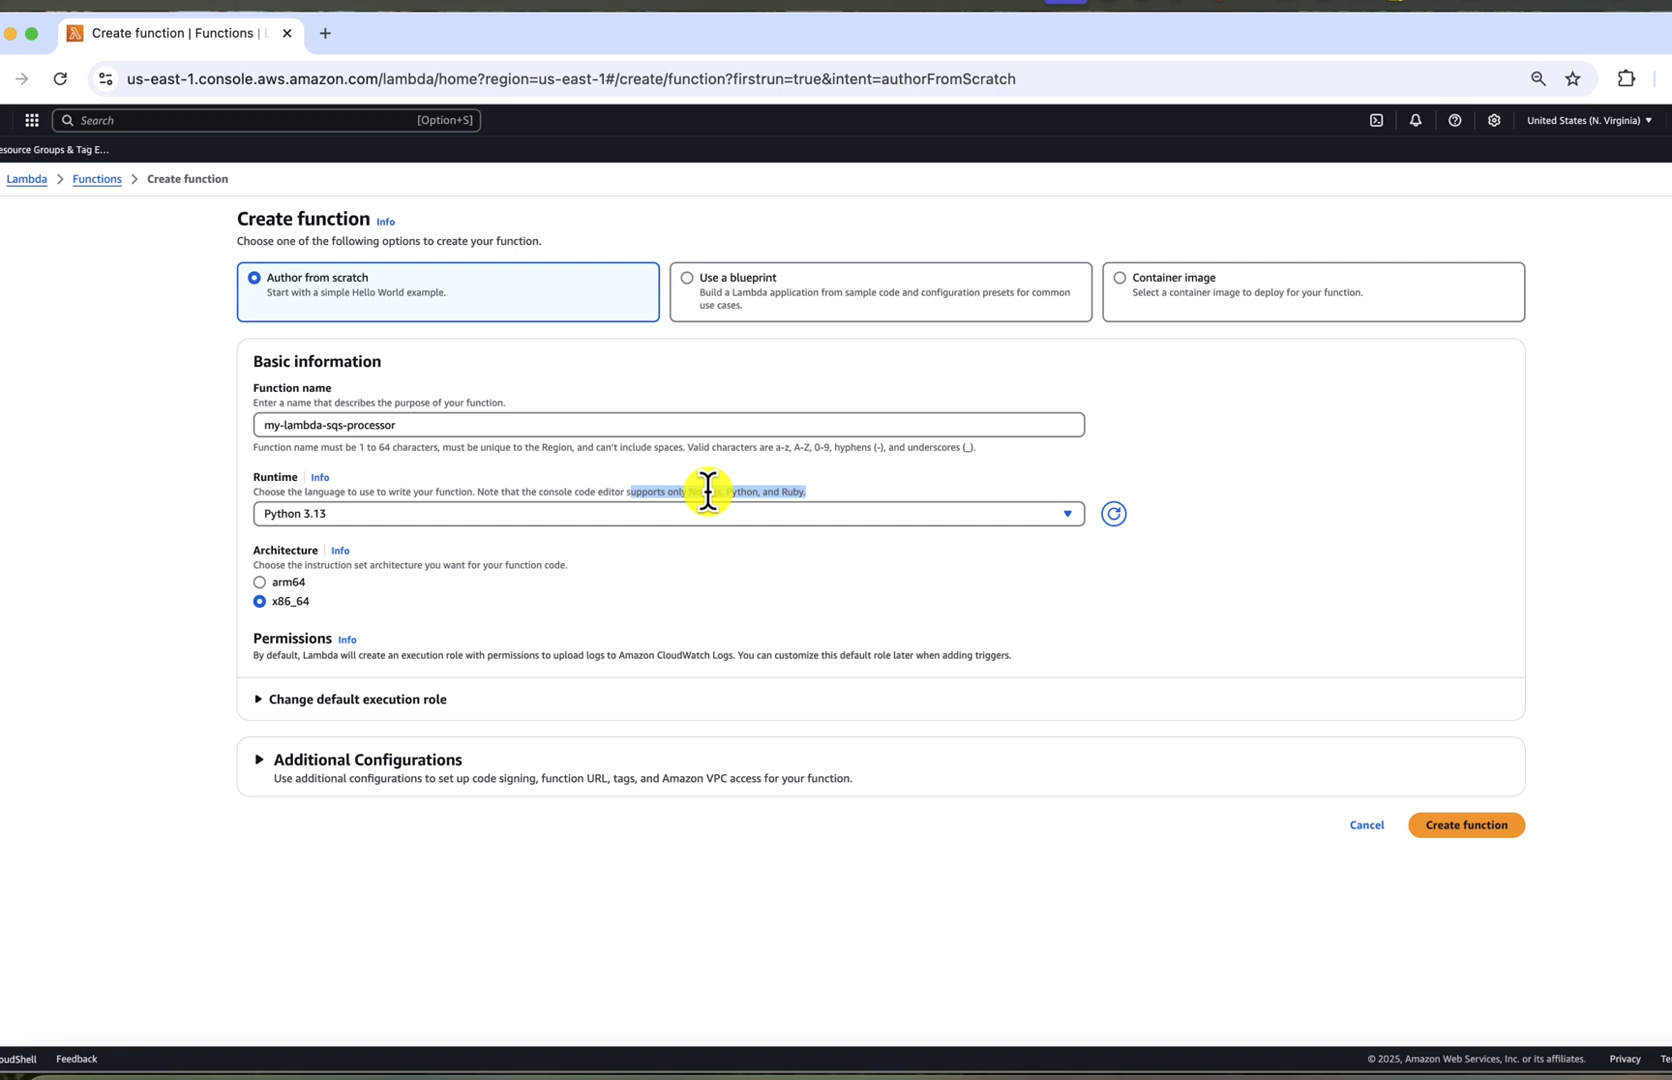 Create function | Functions |
us-east-1.console.aws.amazon.com/lambda/home?region=us-east-1#/create/function?firstrun=true&intent=authorFromScratch
Search [Option+S] United States (N. Virginia)
esource Groups & Tag E...
Lambda > Functions > Create function
Create function Info
Choose one of the following options to create your function.
Author from scratch
Start with a simple Hello World example.
Use a blueprint
Build a Lambda application from sample code and configuration presets for common
use cases.
Container image
Select a container image to deploy for your function.
Basic information
Function name
Enter a name that describes the purpose of your function.
my-lambda-sqs-processor
Function name must be 1 to 64 characters, must be unique to the Region, and can't include spaces. Valid characters are a-z, A-Z, 0-9, hyphens (-), and underscores (_).
Runtime Info
Choose the language to use to write your function. Note that the console code editor supports only Python, and Ruby.
Python 3.13
Architecture Info
Choose the instruction set architecture you want for your function code.
arm64
x86_64
Permissions Info
By default, Lambda will create an execution role with permissions to upload logs to Amazon CloudWatch Logs. You can customize this default role later when adding triggers.
Change default execution role
Additional Configurations
Use additional configurations to set up code signing, function URL, tags, and Amazon VPC access for your function.
Cancel Create function
oudShell Feedback © 2025, Amazon Web Services, Inc. or its affiliates. Privacy Te